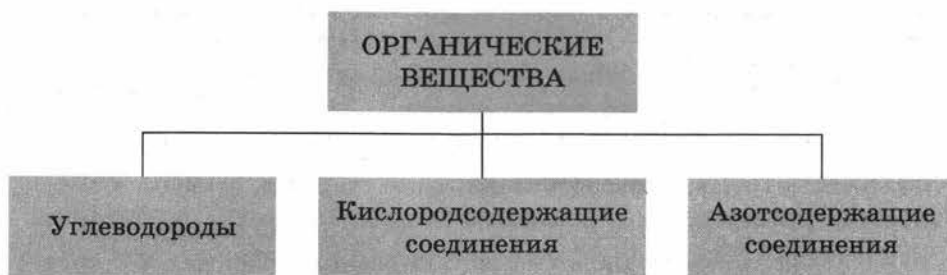 ОРГАНИЧЕСКИЕ
ВЕЩЕСТВА
Углеводороды
Кислородсодержащие
соединения
Азотсодержащие
соединения